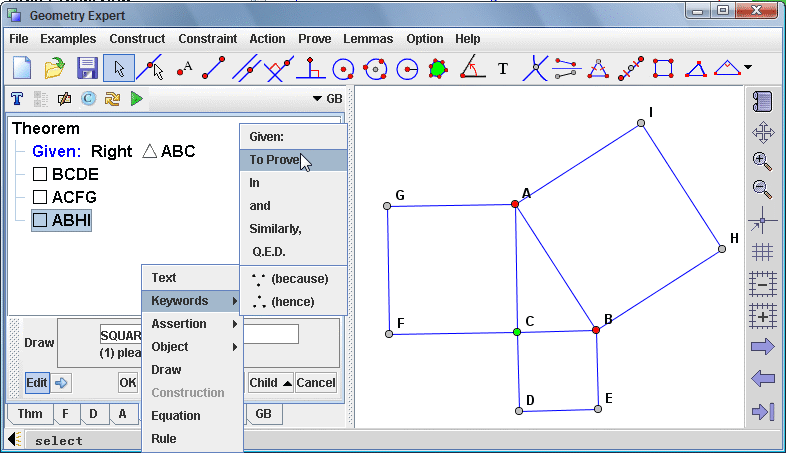 Geometry Expert
File Examples Construct Constraint Action Prove Lemmas Option Help
A T
T C GB
Theorem
Given: Right △ ABC
□ BCDE
□ ACFG
□ ABHI
Given:
To Prove
In
and
Similarly,
Q.E.D.
∵ (because)
∴ (hence)
Text
Keywords
Assertion
Object
Draw
Construction
Equation
Rule
Draw SQUAR
(1) plea
Edit OK Child Cancel
Thm F D A GB
select
I
G A
H
F C B
D E